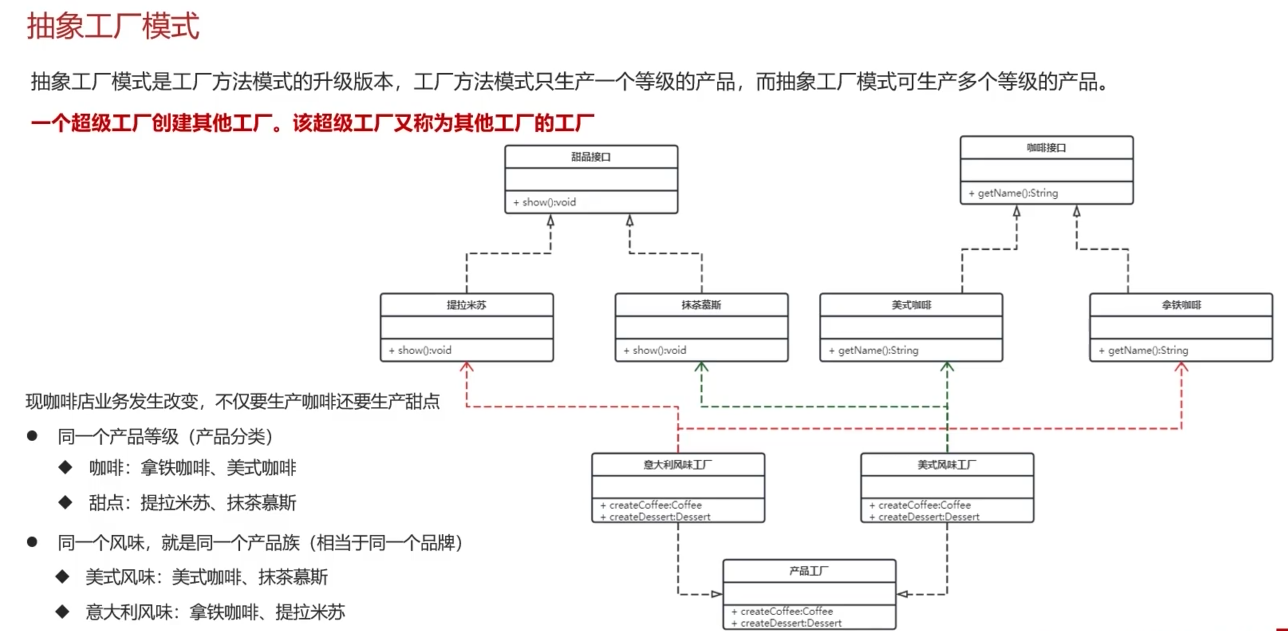 抽象工厂模式
抽象工厂模式是工厂方法模式的升级版本，工厂方法模式只生产一个等级的产品，而抽象工厂模式可生产多个等级的产品。
一个超级工厂创建其他工厂。该超级工厂又称为其他工厂的工厂
甜品接口
+ show():void
咖啡接口
+ getName():String
提拉米苏
+ show():void
抹茶慕斯
+ show():void
美式咖啡
+ getName():String
拿铁咖啡
+ getName():String
现咖啡店业务发生改变，不仅要生产咖啡还要生产甜点
● 同一个产品等级（产品分类）
◆ 咖啡：拿铁咖啡、美式咖啡
◆ 甜点：提拉米苏、抹茶慕斯
● 同一个风味，就是同一个产品族（相当于同一个品牌）
◆ 美式风味：美式咖啡、抹茶慕斯
◆ 意大利风味：拿铁咖啡、提拉米苏
意大利风味工厂
+ createCoffee:Coffee
+ createDessert:Dessert
美式风味工厂
+ createCoffee:Coffee
+ createDessert:Dessert
产品工厂
+ createCoffee:Coffee
+ createDessert:Dessert